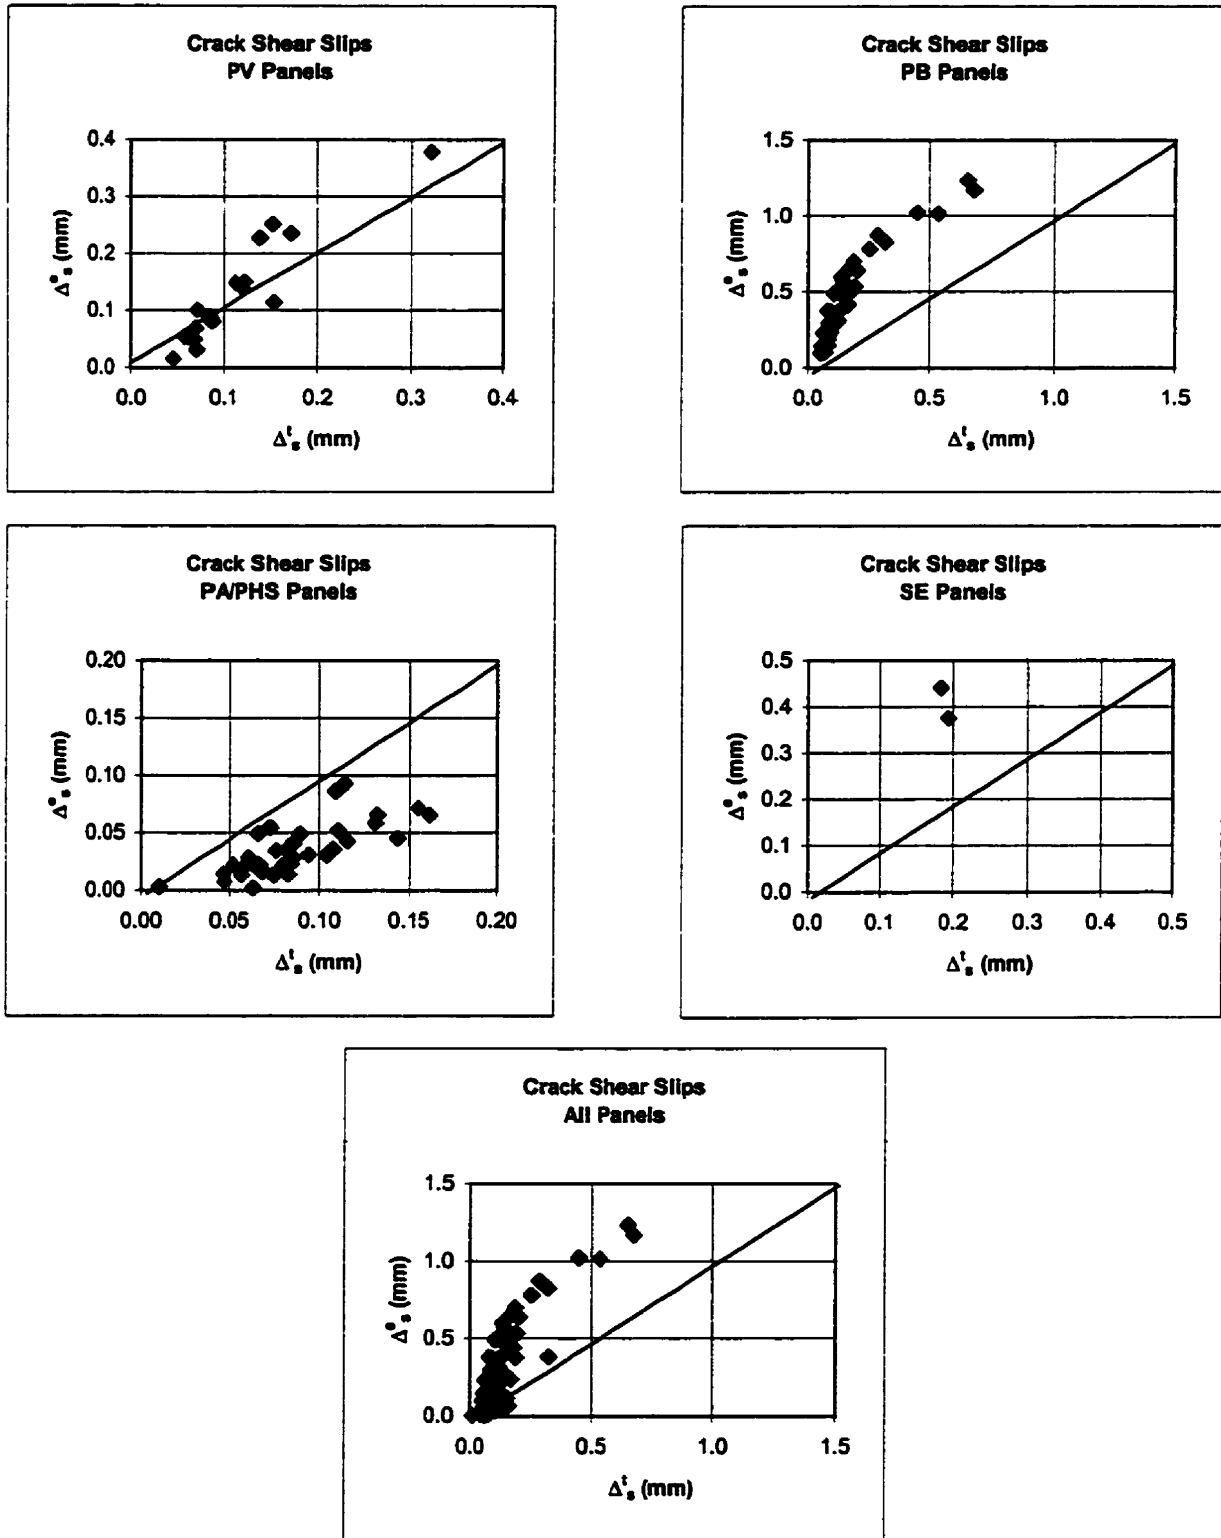 Crack Shear Slips
PV Panels
0.4
0.3
0.2
0.1
0.0
Δᵉₛ (mm)
0.0 0.1 0.2 0.3 0.4
Δᵗₛ (mm)
Crack Shear Slips
PB Panels
1.5
1.0
0.5
0.0
Δᵉₛ (mm)
0.0 0.5 1.0 1.5
Δᵗₛ (mm)
Crack Shear Slips
PA/PHS Panels
0.20
0.15
0.10
0.05
0.00
Δᵉₛ (mm)
0.00 0.05 0.10 0.15 0.20
Δᵗₛ (mm)
Crack Shear Slips
SE Panels
0.5
0.4
0.3
0.2
0.1
0.0
Δᵉₛ (mm)
0.0 0.1 0.2 0.3 0.4 0.5
Δᵗₛ (mm)
Crack Shear Slips
All Panels
1.5
1.0
0.5
0.0
Δᵉₛ (mm)
0.0 0.5 1.0 1.5
Δᵗₛ (mm)